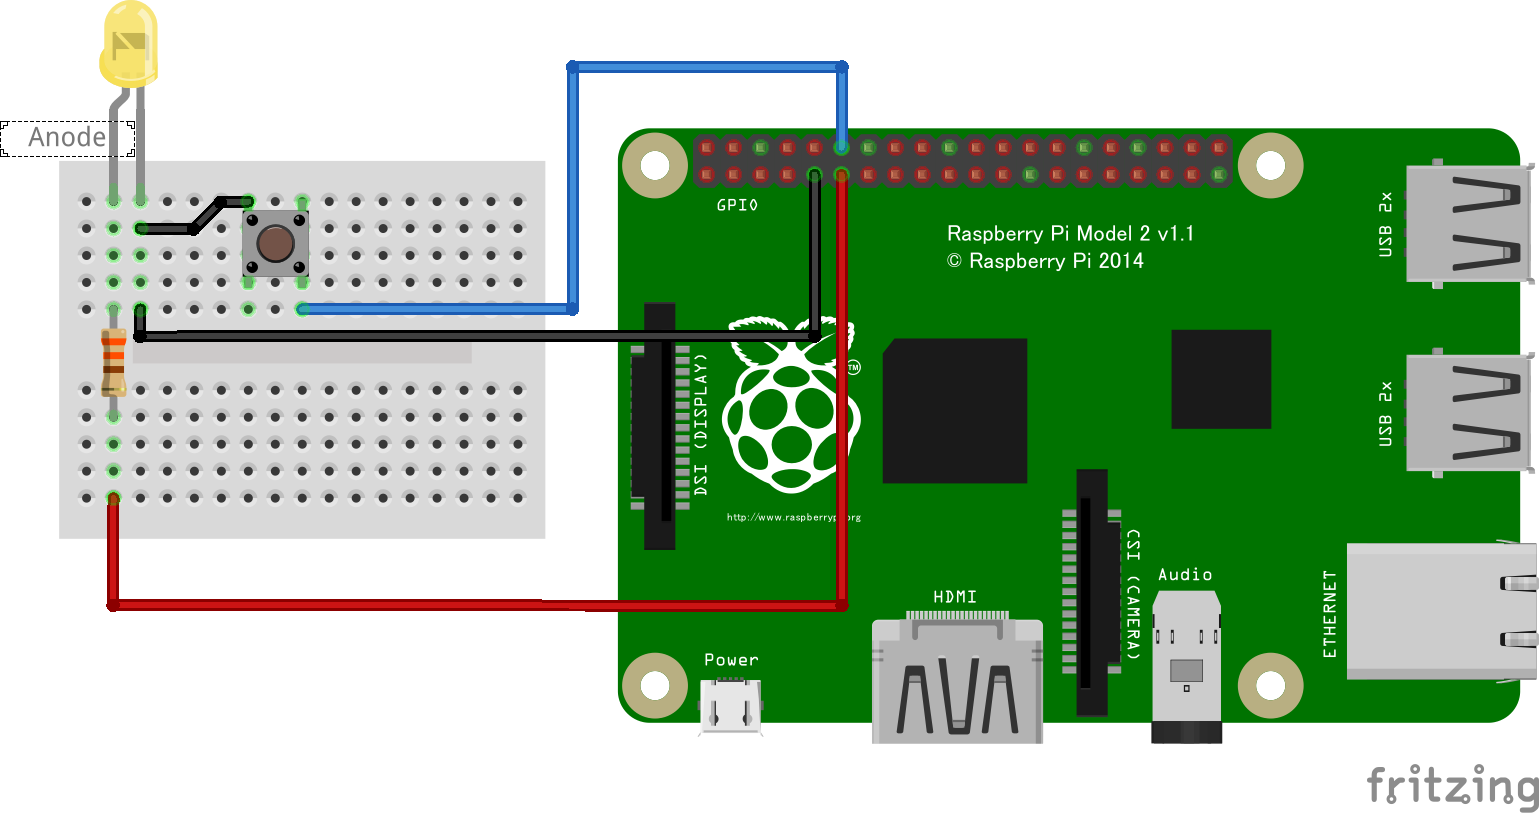 Anode
GPIO
Raspberry Pi Model 2 v1.1
© Raspberry Pi 2014
USB 2x
TM
DSI (DISPLAY)
USB 2x
http://www.raspberryp.org
CSI (CAMERA)
Audio
HDMI
ETHERNET
Power
fritzing